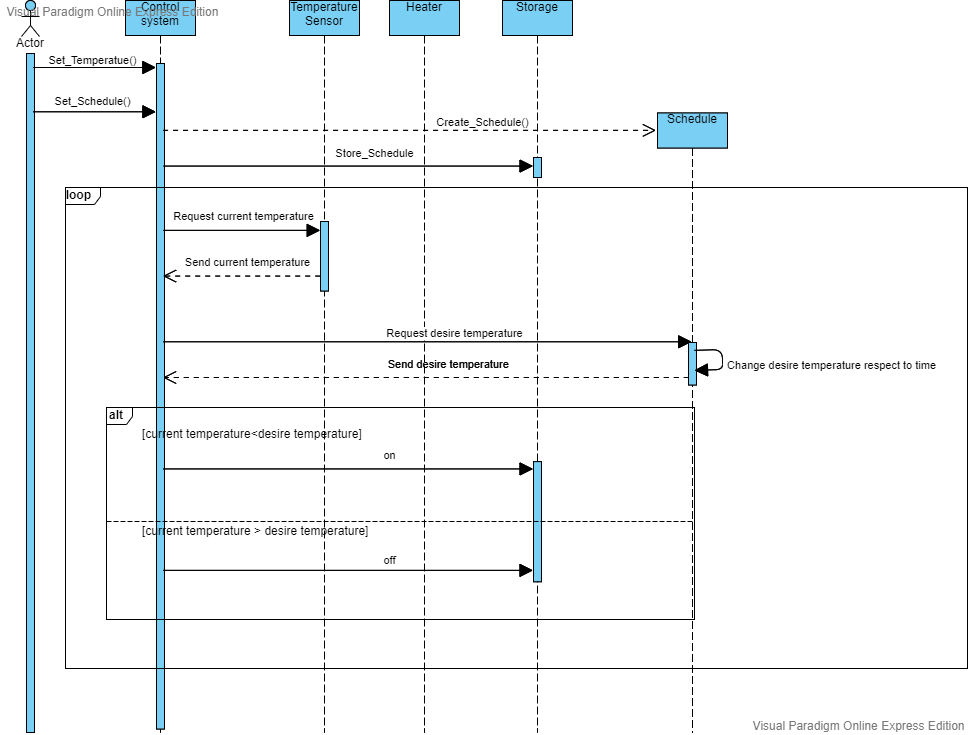 Visual Paradigm Online Express Edition
Actor
Control
system
Temperature
Sensor
Heater
Storage
Set_Temperatue()
Set_Schedule()
Create_Schedule()
Schedule
Store_Schedule
loop
Request current temperature
Send current temperature
Request desire temperature
Send desire temperature
Change desire temperature respect to time
alt
[current temperature<desire temperature]
on
[current temperature > desire temperature]
off
Visual Paradigm Online Express Edition